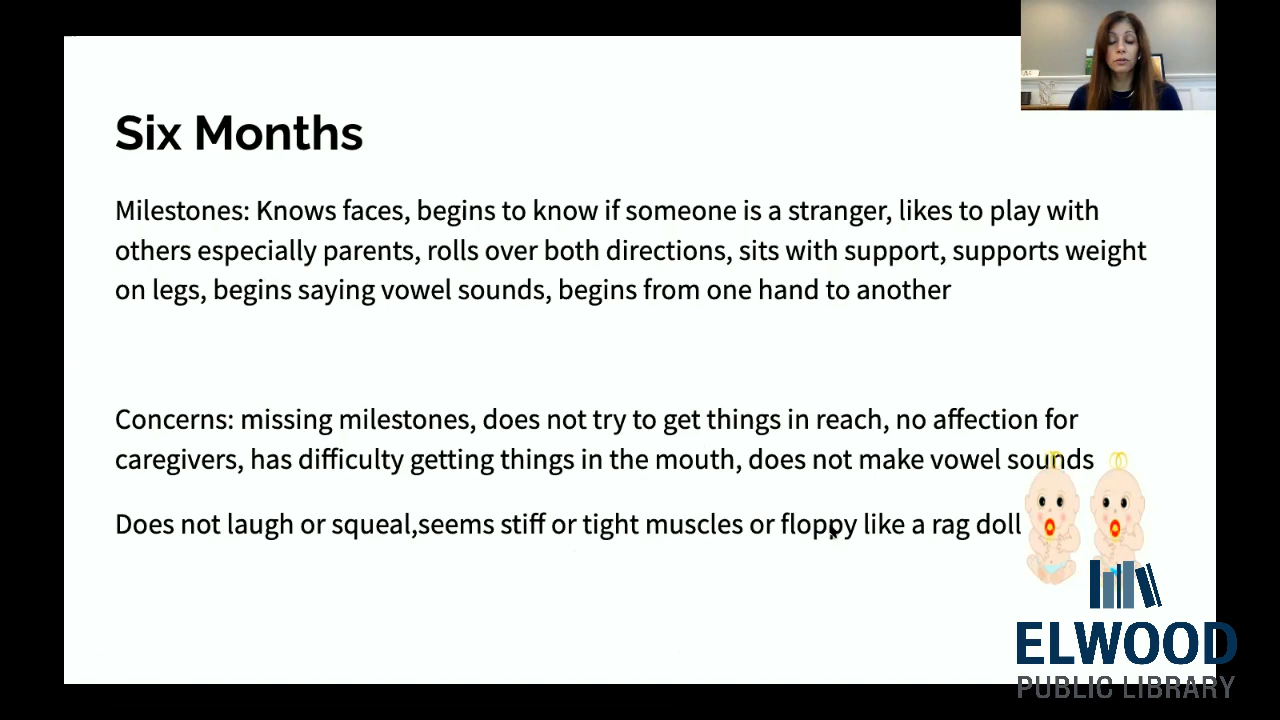 Six Months
Milestones: Knows faces, begins to know if someone is a stranger, likes to play with
others especially parents, rolls over both directions, sits with support, supports weight
on legs, begins saying vowel sounds, begins from one hand to another
Concerns: missing milestones, does not try to get things in reach, no affection for
caregivers, has difficulty getting things in the mouth, does not make vowel sounds
Does not laugh or squeal,seems stiff or tight muscles or floppy like a rag doll
ELWOOD
PUBLIC LIBRARY